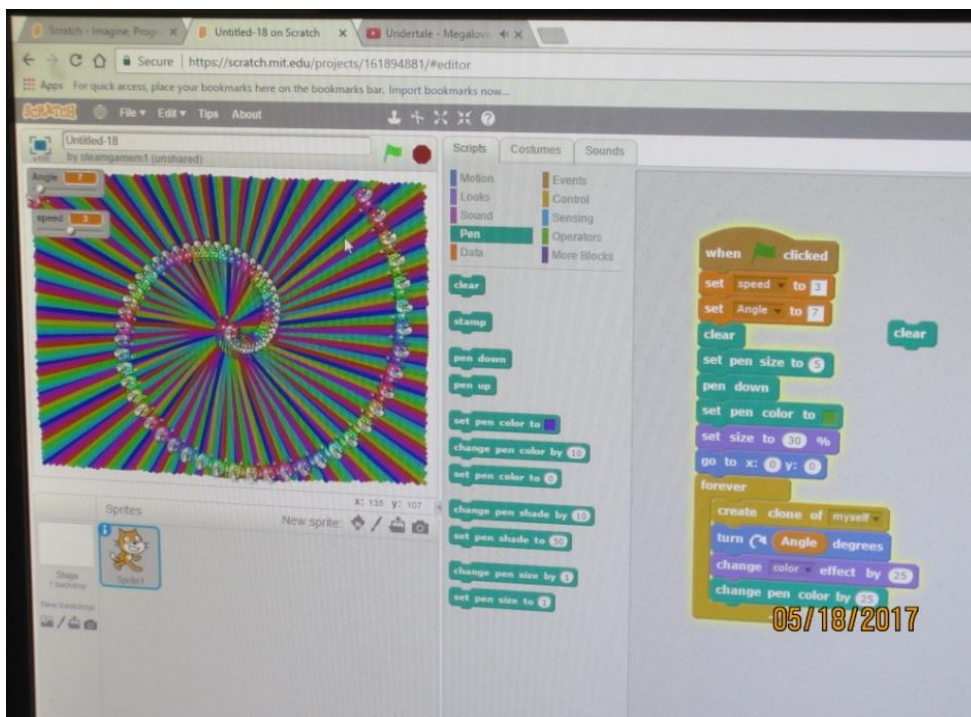 Scratch - Imagine, Progr
Untitled-18 on Scratch
Undertale - Megalova
Secure https://scratch.mit.edu/projects/161894881/#editor
Apps For quick access, place your bookmarks here on the bookmarks bar. Import bookmarks now...
SCRATCH File Edit Tips About
Untitled-18
by steamgamem1 (unshared)
Angle 7
speed 3
x: 135 y: 107
Sprites
New sprite:
Stage
1 backdrop
Sprite1
New backdrop:
Scripts Costumes Sounds
Motion Events
Looks Control
Sound Sensing
Pen Operators
Data More Blocks
clear
stamp
pen down
pen up
set pen color to
change pen color by 10
set pen color to 0
change pen shade by 10
set pen shade to 50
change pen size by 1
set pen size to 1
when clicked
set speed to 3
set Angle to 7
clear
set pen size to 5
pen down
set pen color to
set size to 30 %
go to x: 0 y: 0
forever
create clone of myself
turn Angle degrees
change color effect by 25
change pen color by 25
clear
05/18/2017